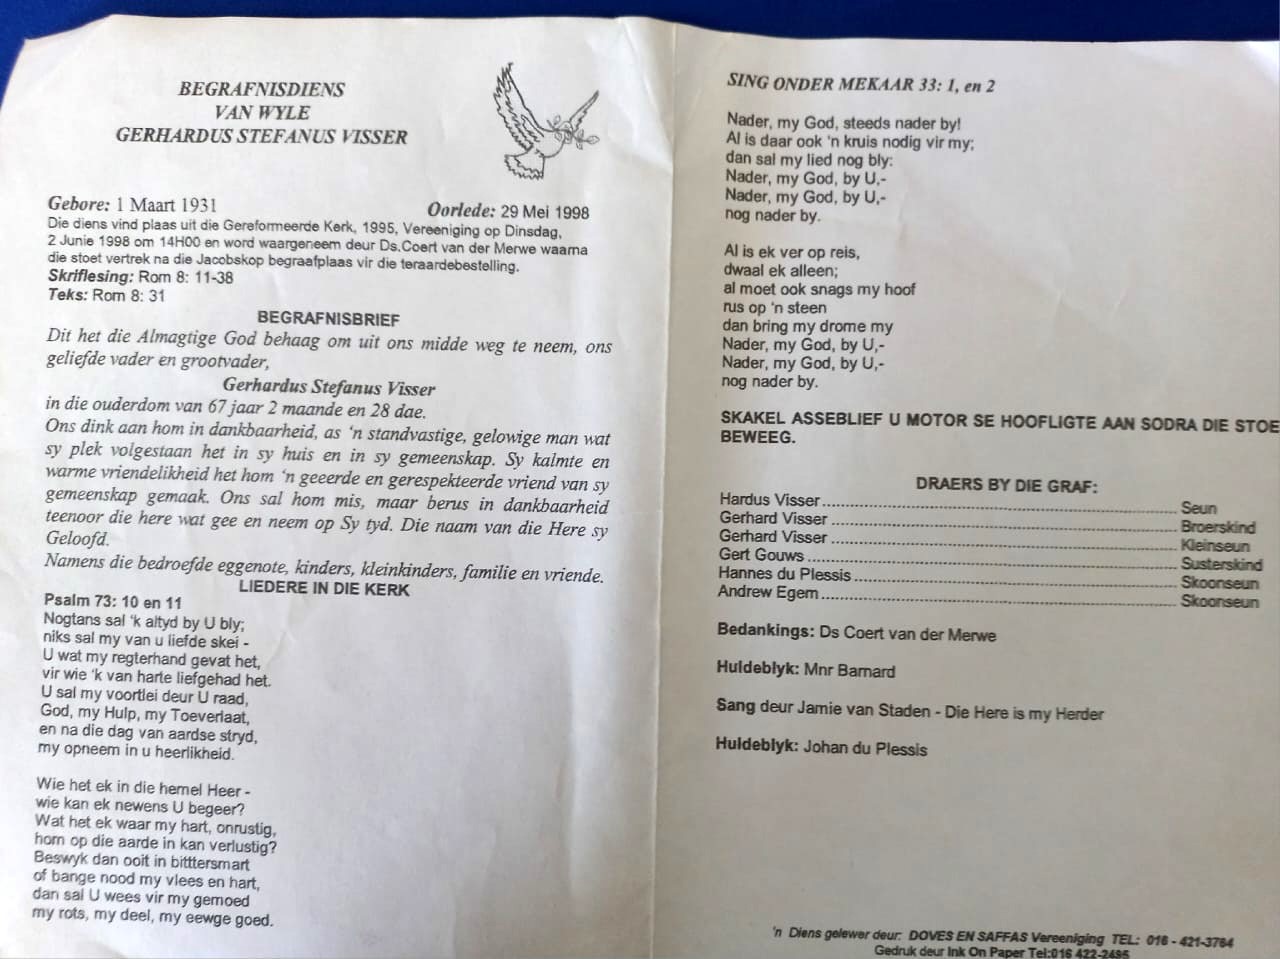 BEGRAFNISDIENS
VAN WYLE
GERHARDUS STEFANUS VISSER
Gebore: 1 Maart 1931
Oorlede: 29 Mei 1998
Die diens vind plaas uit die Gereformeerde Kerk, 1995, Vereeniging op Dinsdag,
2 Junie 1998 om 14H00 en word waargeneem deur Ds.Coert van der Merwe waarna
die stoet vertrek na die Jacobskop begraafplaas vir die teraardebestelling.
Skriflesing: Rom 8: 11-38
Teks: Rom 8: 31
BEGRAFNISBRIEF
Dit het die Almagtige God behaag om uit ons midde weg te neem, ons
geliefde vader en grootvader,
Gerhardus Stefanus Visser
in die ouderdom van 67 jaar 2 maande en 28 dae.
Ons dink aan hom in dankbaarheid, as 'n standvastige, gelowige man wat
sy plek volgestaan het in sy huis en in sy gemeenskap. Sy kalmte en
warme vriendelikheid het hom 'n geeerde en gerespekteerde vriend van sy
gemeenskap gemaak. Ons sal hom mis, maar berus in dankbaarheid
teenoor die here wat gee en neem op Sy tyd. Die naam van die Here sy
Geloofd.
Namens die bedroefde eggenote, kinders, kleinkinders, familie en vriende.
LIEDERE IN DIE KERK
Psalm 73: 10 en 11
Nogtans sal 'k altyd by U bly;
niks sal my van u liefde skei -
U wat my regterhand gevat het,
vir wie 'k van harte liefgehad het.
U sal my voortlei deur U raad,
God, my Hulp, my Toeverlaat,
en na die dag van aardse stryd,
my opneem in u heerlikheid.
Wie het ek in die hemel Heer -
wie kan ek newens U begeer?
Wat het ek waar my hart, onrustig,
hom op die aarde in kan verlustig?
Beswyk dan ooit in bitttersmart
of bange nood my vlees en hart,
dan sal U wees vir my gemoed
my rots, my deel, my eewge goed.
SING ONDER MEKAAR 33: 1, en 2
Nader, my God, steeds nader by!
Al is daar ook 'n kruis nodig vir my;
dan sal my lied nog bly:
Nader, my God, by U,-
Nader, my God, by U,-
nog nader by.
Al is ek ver op reis,
dwaal ek alleen;
al moet ook snags my hoof
rus op 'n steen
dan bring my drome my
Nader, my God, by U,-
Nader, my God, by U,-
nog nader by.
SKAKEL ASSEBLIEF U MOTOR SE HOOFLIGTE AAN SODRA DIE STOE
BEWEEG.
DRAERS BY DIE GRAF:
Hardus Visser ........ Seun
Gerhard Visser ........ Broerskind
Gerhard Visser ........ Kleinseun
Gert Gouws ........ Susterskind
Hannes du Plessis ........ Skoonseun
Andrew Egem ........ Skoonseun
Bedankings: Ds Coert van der Merwe
Huldeblyk: Mnr Barnard
Sang deur Jamie van Staden - Die Here is my Herder
Huldeblyk: Johan du Plessis
'n Diens gelewer deur: DOVES EN SAFFAS Vereeniging TEL: 016 - 421-3764
Gedruk deur Ink On Paper Tel:016 422-2485